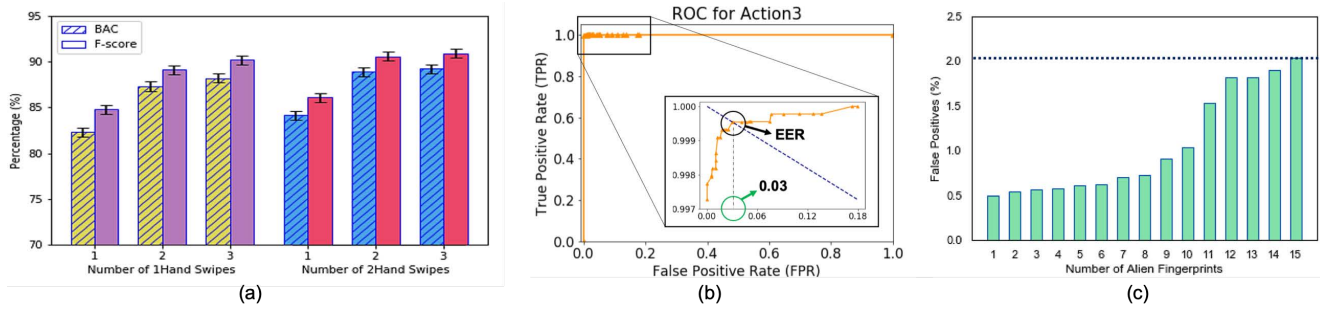 95
90
85
80
75
70
Percentage (%)
BAC
F-score
1
2
3
1
2
3
Number of 1Hand Swipes
Number of 2Hand Swipes
(a)
ROC for Action3
True Positive Rate (TPR)
1.0
0.8
0.6
0.4
0.2
0.0
1.000
0.999
0.998
0.997
EER
0.03
0.00
0.06
0.12
0.18
0.0
0.2
0.4
0.6
0.8
1.0
False Positive Rate (FPR)
(b)
False Positives (%)
2.5
2.0
1.5
1.0
0.5
0.0
1 2 3 4 5 6 7 8 9 10 11 12 13 14 15
Number of Alien Fingerprints
(c)